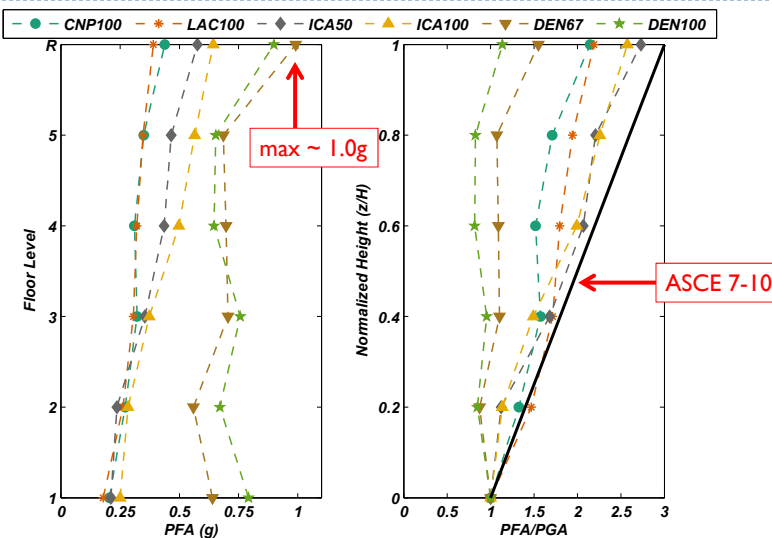 CNP100 LAC100 ICA50 ICA100 DEN67 DEN100
R
5
4
3
2
1
Floor Level
0 0.25 0.5 0.75 1
PFA (g)
max ~ 1.0g
1
0.8
0.6
0.4
0.2
0
Normalized Height (z/H)
0 0.5 1 1.5 2 2.5 3
PFA/PGA
ASCE 7-10